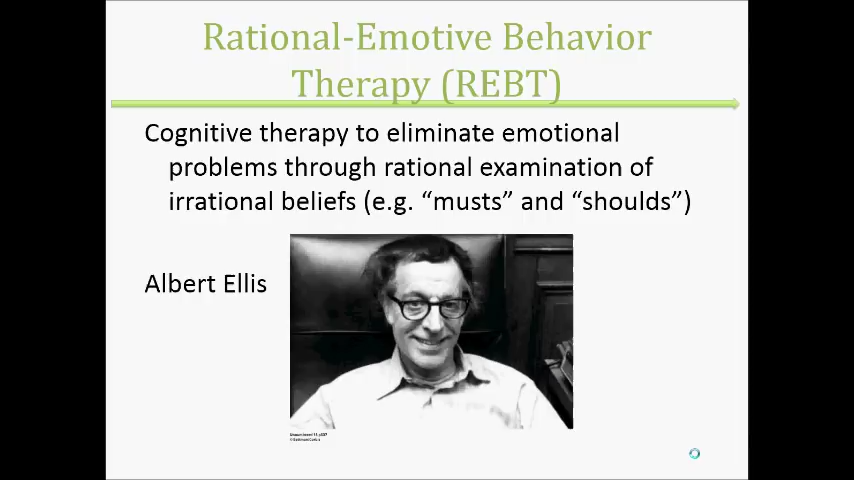 Rational-Emotive Behavior
Therapy (REBT)
Cognitive therapy to eliminate emotional
problems through rational examination of
irrational beliefs (e.g. “musts” and “shoulds”)
Albert Ellis